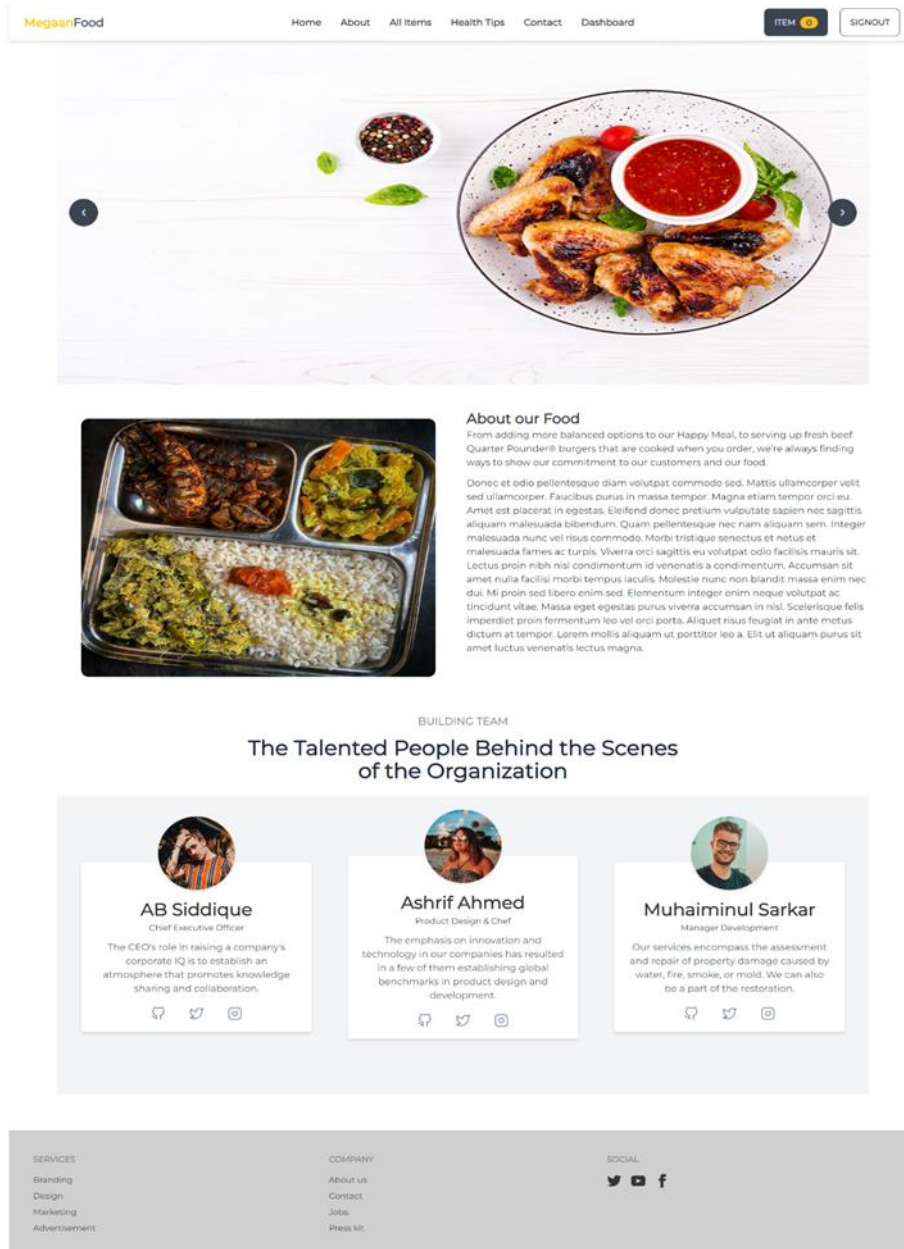 MegaanFood
Home About All Items Health Tips Contact Dashboard
ITEM 0
SIGNOUT
About our Food
From adding more balanced options to our Happy Meal, to serving up fresh beef
Quarter Pounder® burgers that are cooked when you order, we're always finding
ways to show our commitment to our customers and our food.
Donec et odio pellentesque diam volutpat commodo sed. Mattis ullamcorper velit
sed ullamcorper. Faucibus purus in massa tempor. Magna etiam tempor orci eu.
Amet est placerat in egestas. Eleifend donec pretium vulputate sapien nec sagittis
aliquam malesuada bibendum. Quam pellentesque nec nam aliquam sem. Integer
malesuada nunc vel risus commodo. Morbi tristique senectus et netus et
malesuada fames ac turpis. Viverra orci sagittis eu volutpat odio facilisis mauris sit.
Lectus proin nibh nisl condimentum id venenatis a condimentum. Accumsan sit
amet nulla facilisi morbi tempus iaculis. Molestie nunc non blandit massa enim nec
dui. Mi proin sed libero enim sed. Elementum integer enim neque volutpat ac
tincidunt vitae. Massa eget egestas purus viverra accumsan in nisl. Scelerisque felis
imperdiet proin fermentum leo vel orci porta. Aliquet risus feugiat in ante metus
dictum at tempor. Lorem mollis aliquam ut porttitor leo a. Elit ut aliquam purus sit
amet luctus venenatis lectus magna.
BUILDING TEAM
The Talented People Behind the Scenes
of the Organization
AB Siddique
Chief Executive Officer
The CEO's role in raising a company's
corporate IQ is to establish an
atmosphere that promotes knowledge
sharing and collaboration.
Ashrif Ahmed
Product Design & Chef
The emphasis on innovation and
technology in our companies has resulted
in a few of them establishing global
benchmarks in product design and
development.
Muhaiminul Sarkar
Manager Development
Our services encompass the assessment
and repair of property damage caused by
water, fire, smoke, or mold. We can also
be a part of the restoration.
SERVICES
Branding
Design
Marketing
Advertisement
COMPANY
About us
Contact
Jobs
Press kit
SOCIAL